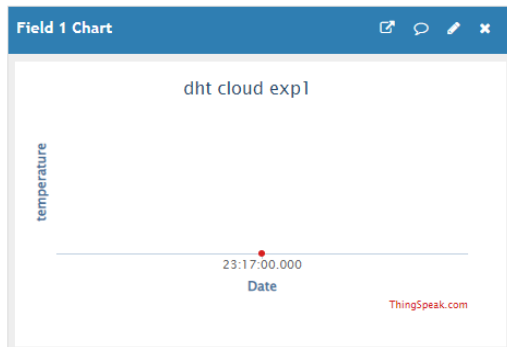 Field 1 Chart
dht cloud exp1
temperature
23:17:00.000
Date
ThingSpeak.com